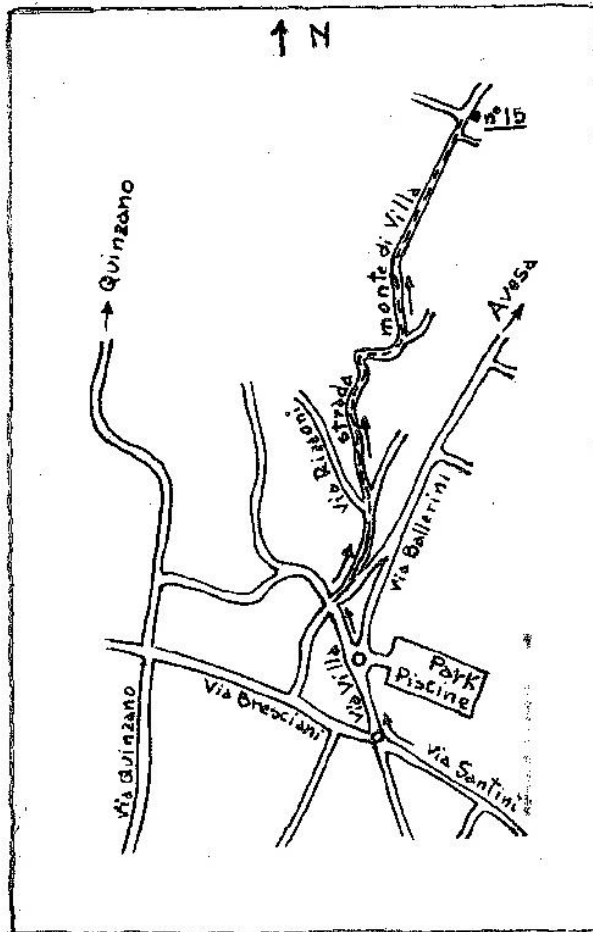 N
n° 15
Quinzano
strada monte di Villa
Avesa
via Rizzoni
via Ballerini
Park
Piscine
via Villa
Via Bresciani
via Quinzano
via Santini